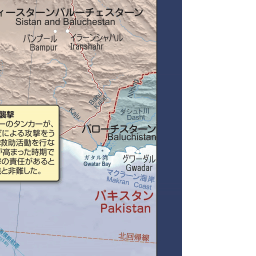 ィースターンバルーチェスターン
Sistan and Baluchestan
バンプール
Bampur
イラーンシャハル
Iranshahr
襲撃
ーのタンカーが、
による攻撃をう
救助活動を行な
が高まった時期で
の責任があると
と非難した。
Kaju
ダシュト川
Dasht
バローチスターン
Baluchistan
ガタル湾
Gwatar Bay
グワーダル
Gwadar
マクラーン海岸
Makran Coast
パキスタン
Pakistan
北回帰線